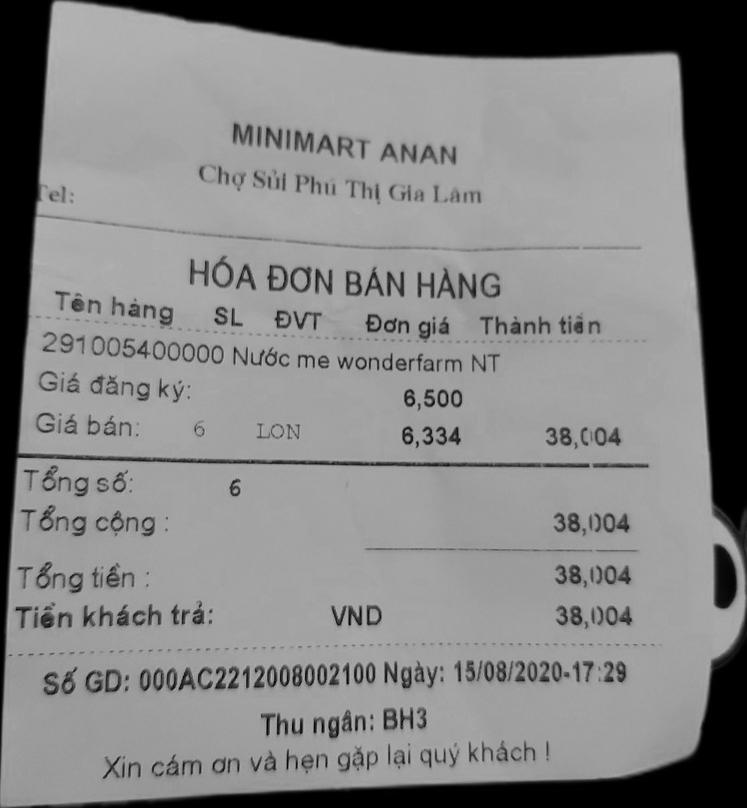 MINIMART ANAN
Chợ Sủi Phú Thị Gia Lâm
Tel:
HÓA ĐƠN BÁN HÀNG
Tên hàng SL ĐVT Đơn giá Thành tiền
291005400000 Nước me wonderfarm NT
Giá đăng ký: 6,500
Giá bán: 6 LON 6,334 38,004
Tổng số: 6
Tổng cộng : 38,004
Tổng tiền : 38,004
Tiền khách trả: VND 38,004
Số GD: 000AC2212008002100 Ngày: 15/08/2020-17:29
Thu ngân: BH3
Xin cám ơn và hẹn gặp lại quý khách !